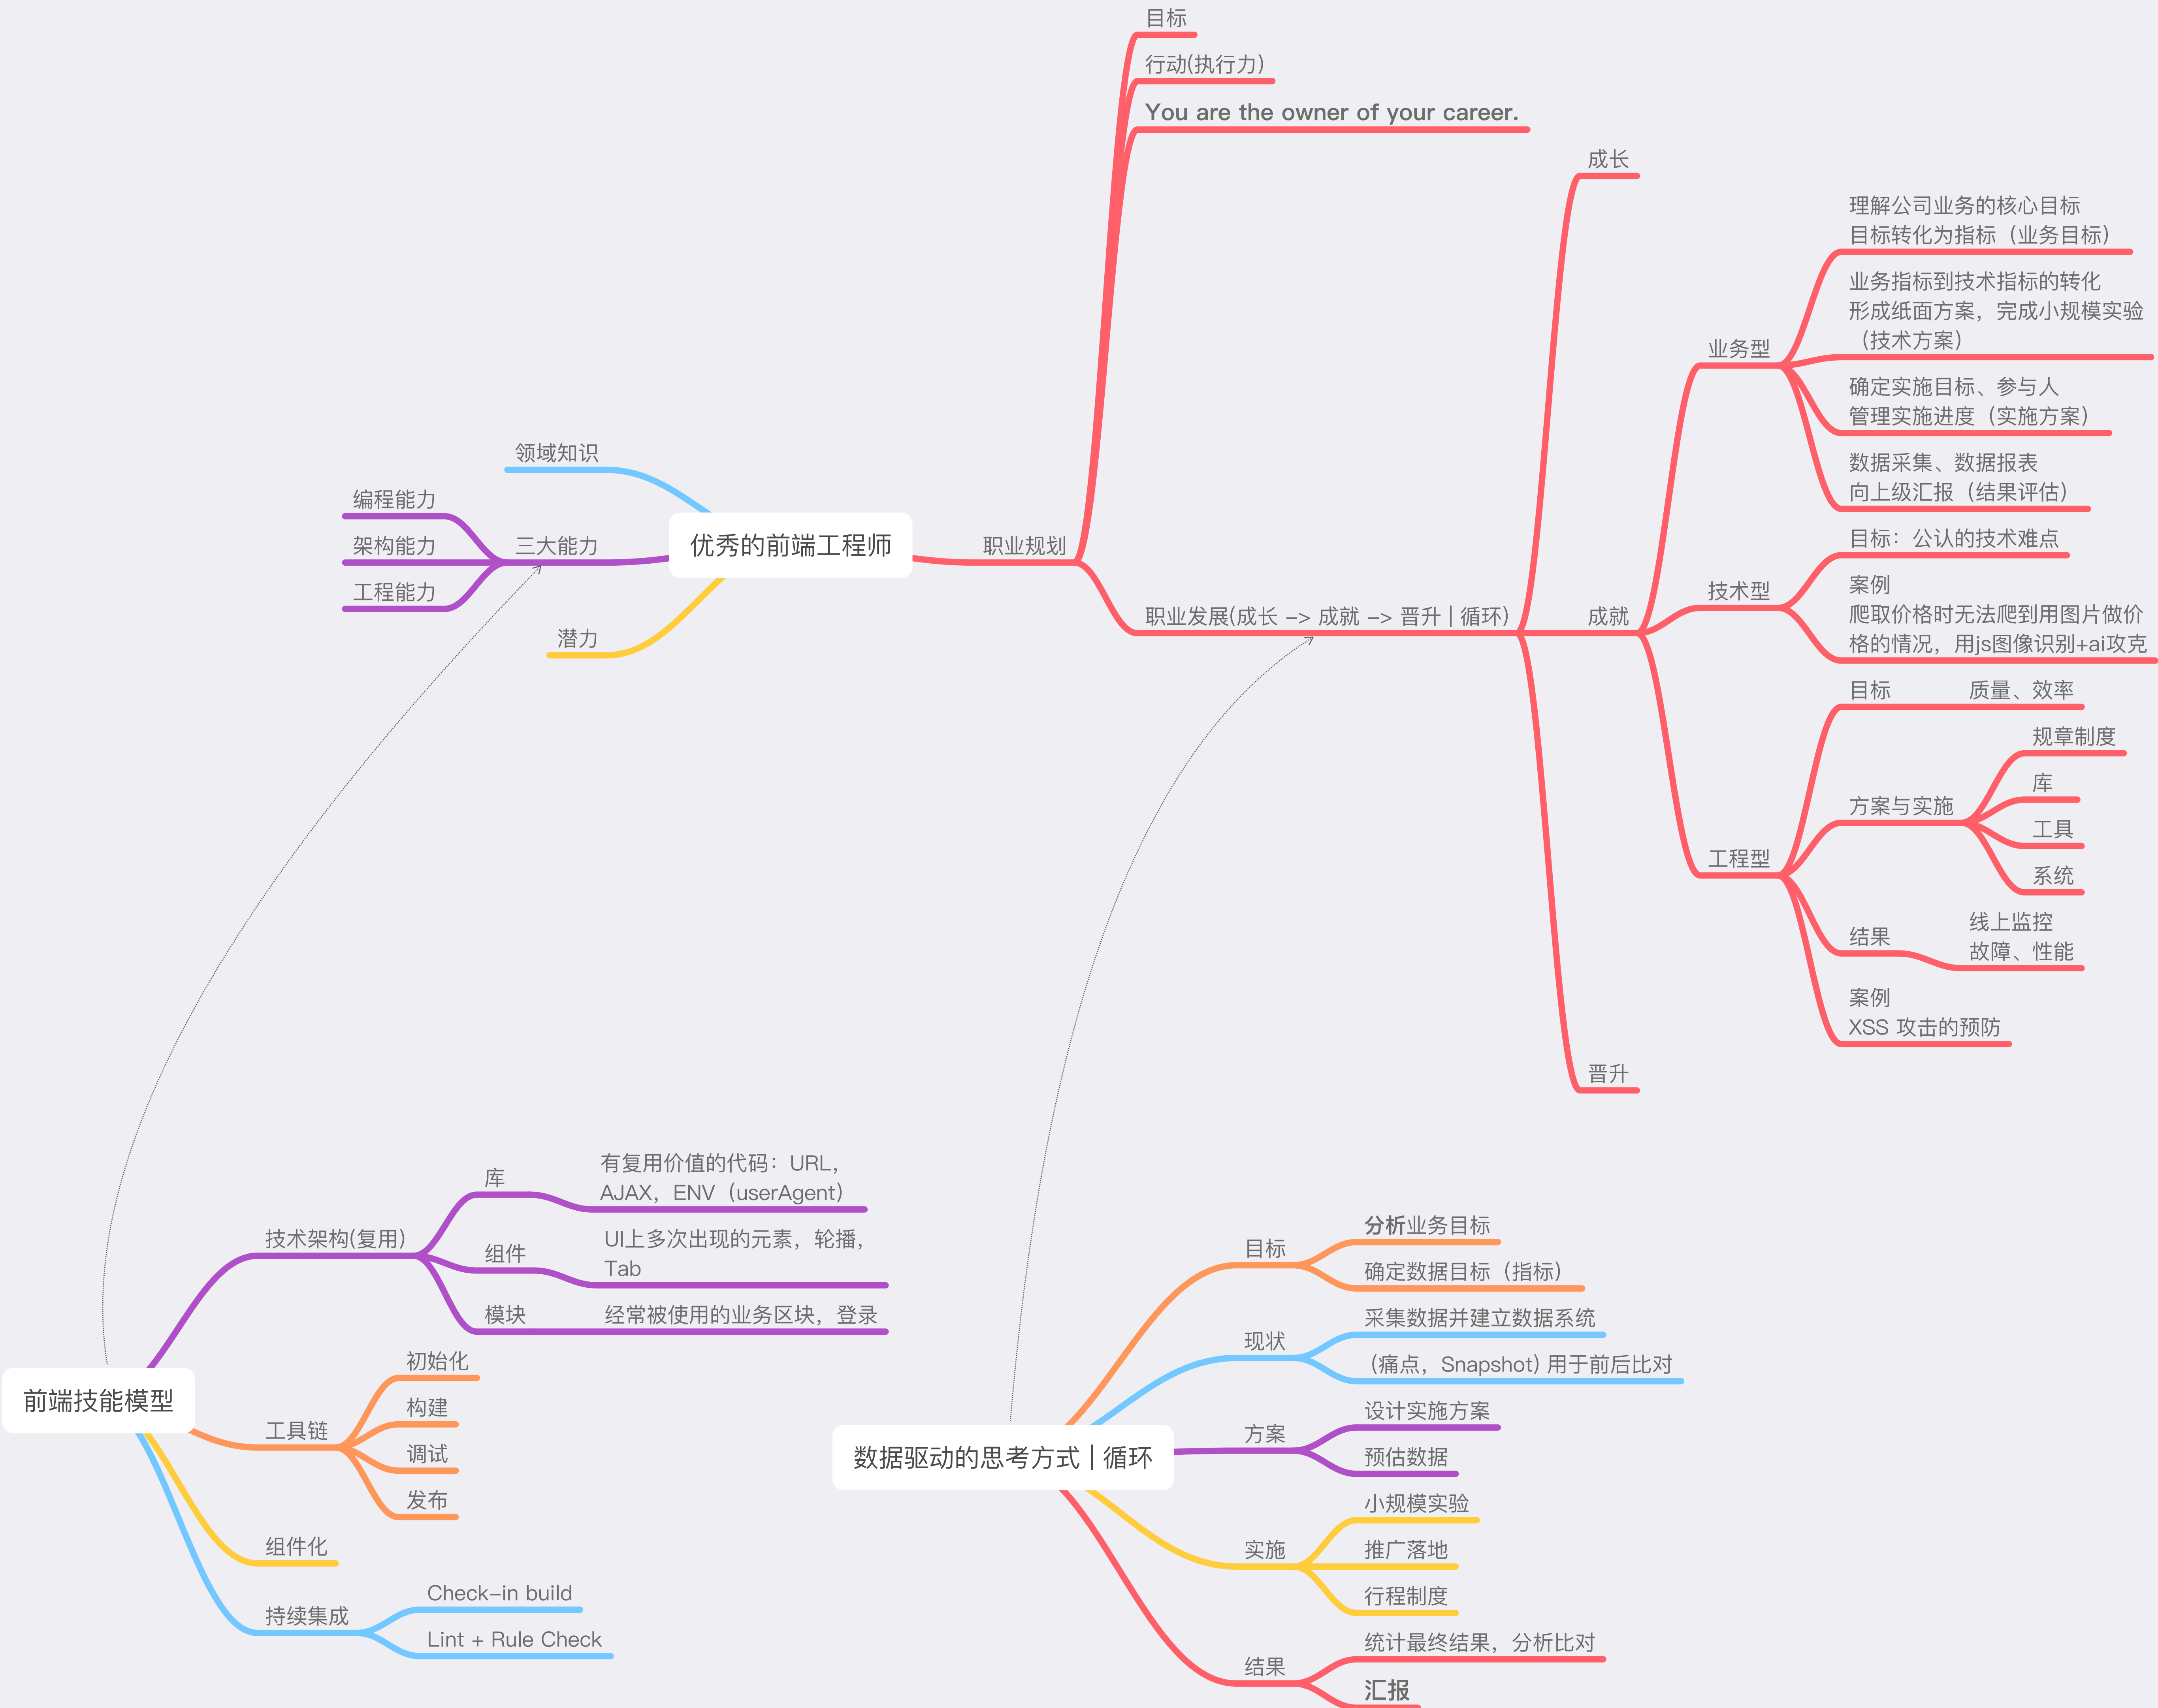 优秀的前端工程师
领域知识
三大能力
编程能力
架构能力
工程能力
潜力
职业规划
目标
行动(执行力)
You are the owner of your career.
职业发展(成长 -> 成就 -> 晋升 | 循环)
成长
成就
业务型
理解公司业务的核心目标
目标转化为指标（业务目标）
业务指标到技术指标的转化
形成纸面方案，完成小规模实验
（技术方案）
确定实施目标、参与人
管理实施进度（实施方案）
数据采集、数据报表
向上级汇报（结果评估）
技术型
目标：公认的技术难点
案例
爬取价格时无法爬到用图片做价
格的情况，用js图像识别+ai攻克
工程型
目标
质量、效率
方案与实施
规章制度
库
工具
系统
结果
线上监控
故障、性能
案例
XSS 攻击的预防
晋升
前端技能模型
技术架构(复用)
库
有复用价值的代码：URL，
AJAX，ENV（userAgent）
组件
UI上多次出现的元素，轮播，
Tab
模块
经常被使用的业务区块，登录
工具链
初始化
构建
调试
发布
组件化
持续集成
Check-in build
Lint + Rule Check
数据驱动的思考方式 | 循环
目标
分析业务目标
确定数据目标（指标）
现状
采集数据并建立数据系统
（痛点，Snapshot) 用于前后比对
方案
设计实施方案
预估数据
实施
小规模实验
推广落地
行程制度
结果
统计最终结果，分析比对
汇报